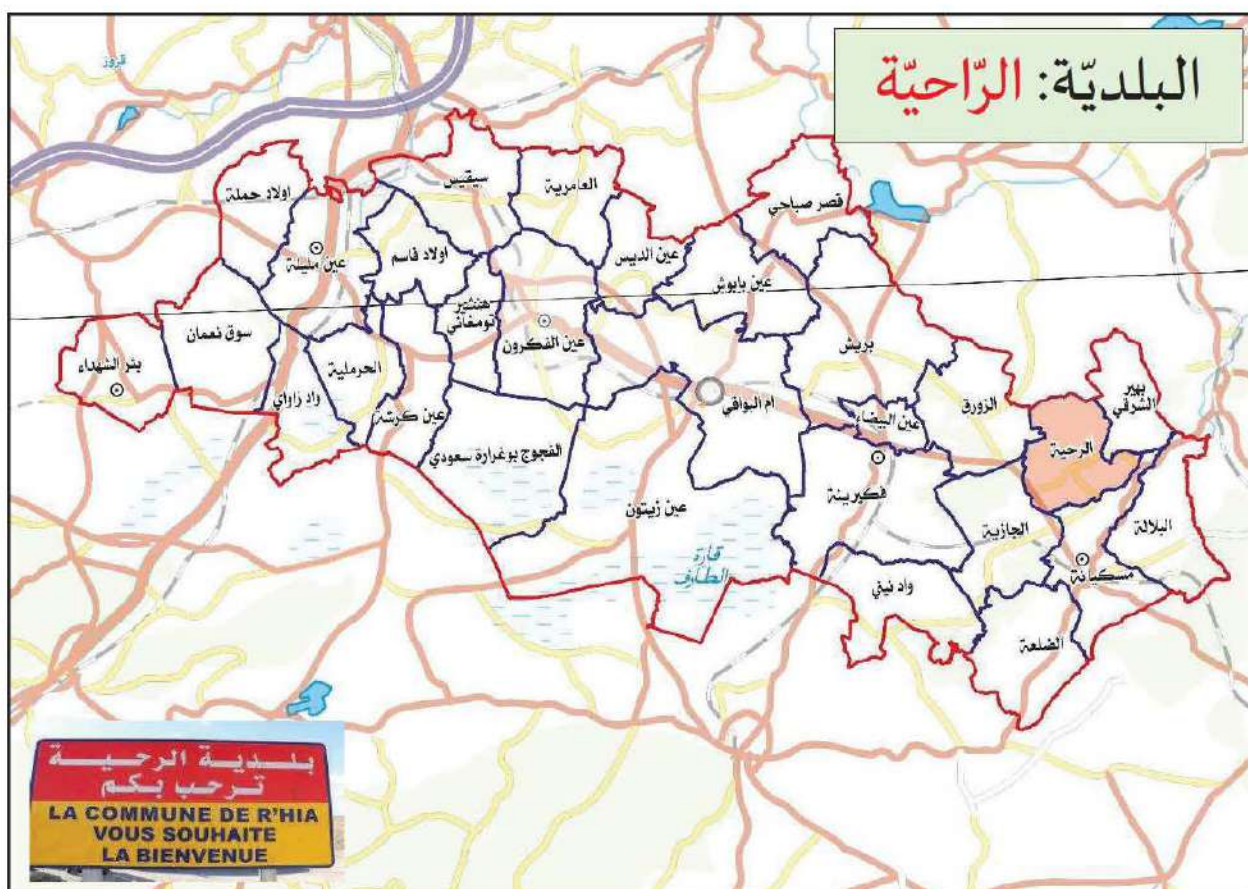 البلديّة: الرّاحيّة
قروز
سيقيس
العامرية
اولاد حملة
قصر صباحي
عين مليلة
اولاد قاسم
عين الديس
عين بابوش
هنشير
تومغاني
سوق نعمان
عين الفكرون
بريش
بئر الشهداء
الحرملية
واد زاواي
عين كرشة
ام البواقي
عين البيضاء
الزورق
بهير
الشرقي
الرحية
الفجوج بوغرارة سعودي
عين زيتون
فكيرينة
الجازية
البلالة
قارة
الطارف
واد نيني
مسكيانة
الضلعة
بلدية الرحية
ترحب بكم
LA COMMUNE DE R'HIA
VOUS SOUHAITE
LA BIENVENUE